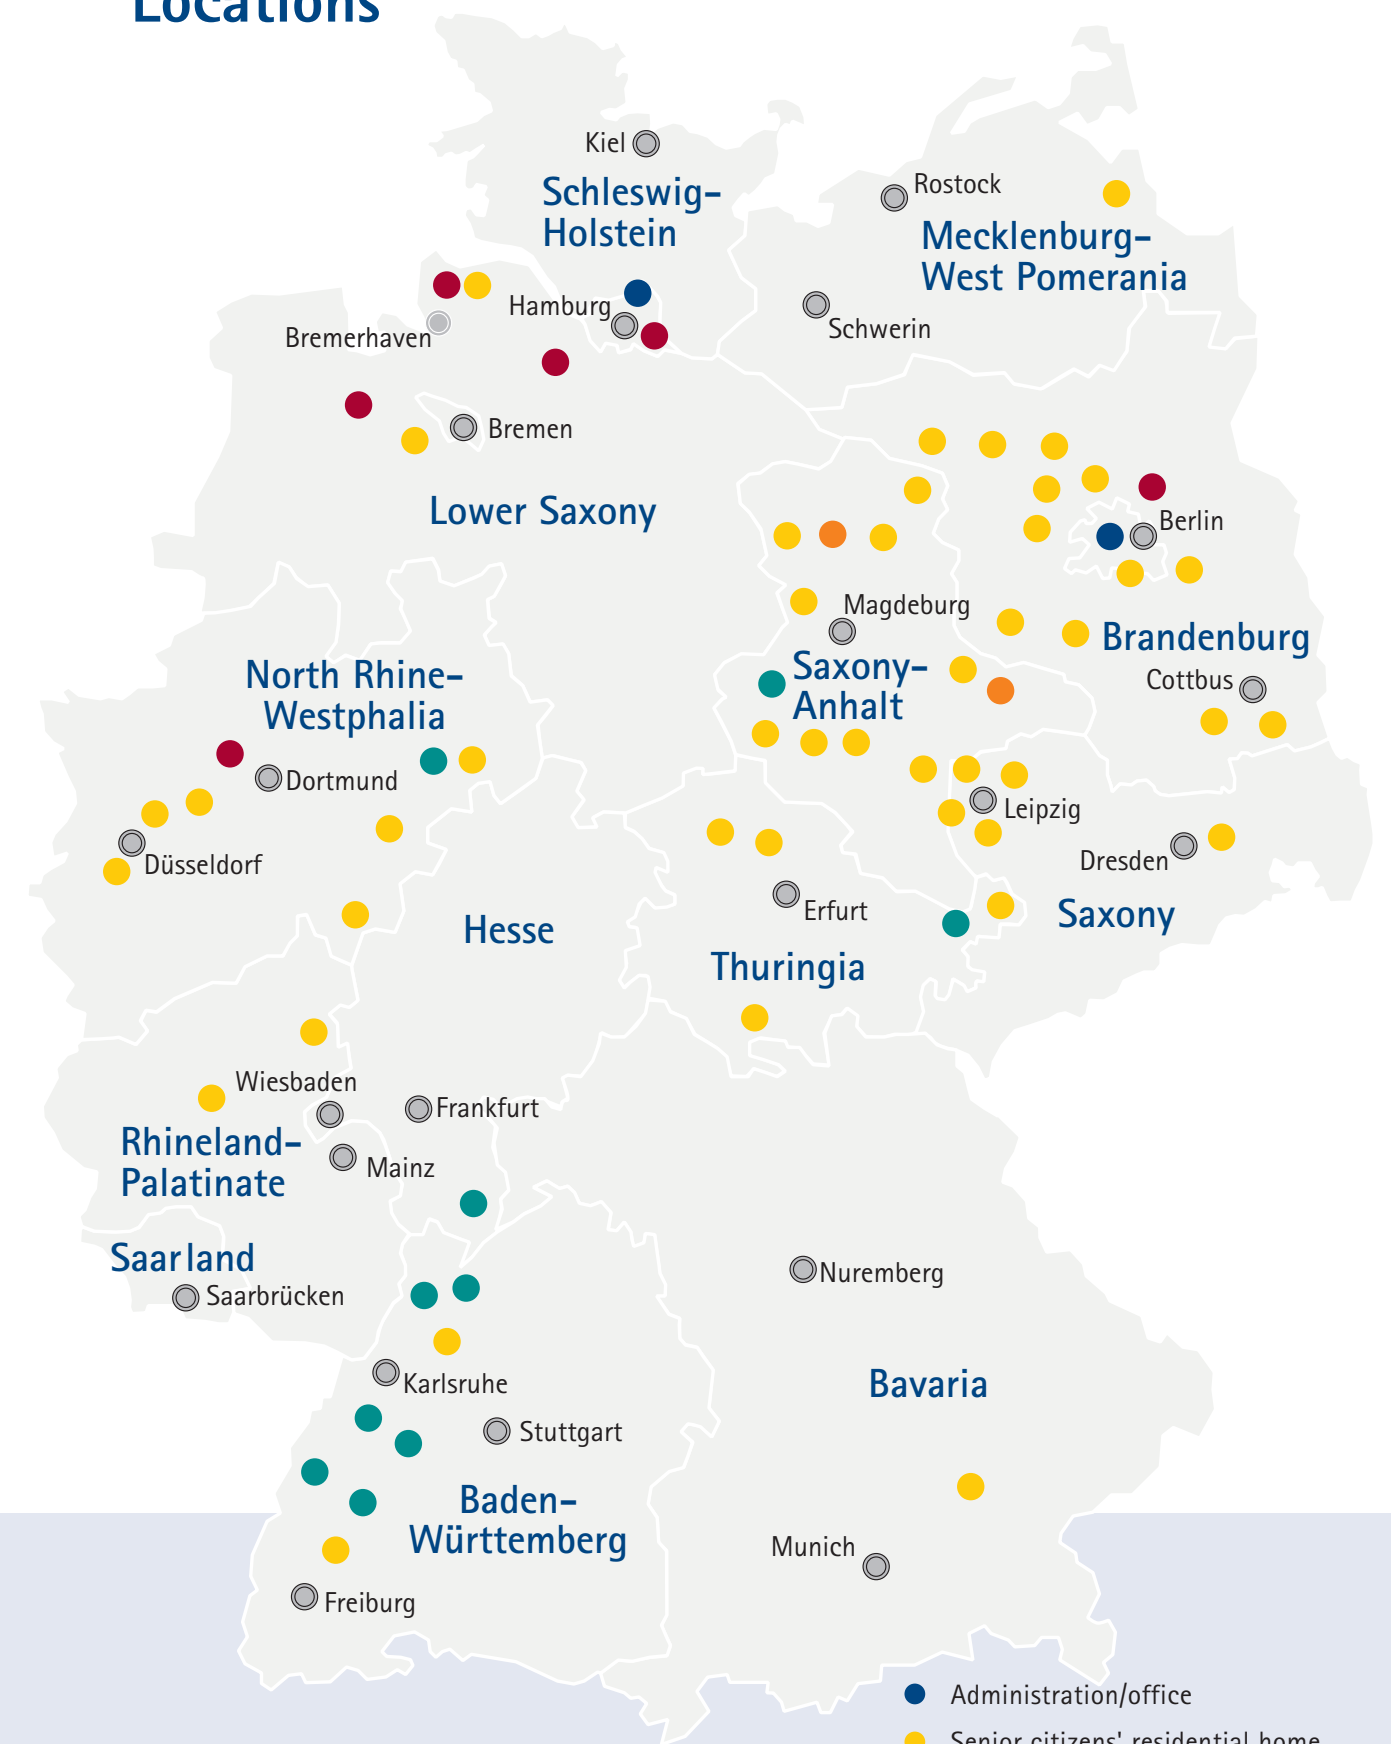 Locations
Kiel
Schleswig-
Holstein
Rostock
Mecklenburg-
West Pomerania
Hamburg
Bremerhaven
Schwerin
Bremen
Lower Saxony
Berlin
Magdeburg
Brandenburg
Saxony-
Anhalt
Cottbus
North Rhine-
Westphalia
Dortmund
Leipzig
Düsseldorf
Dresden
Erfurt
Saxony
Hesse
Thuringia
Wiesbaden
Frankfurt
Rhineland-
Palatinate
Mainz
Saarland
Saarbrücken
Nuremberg
Karlsruhe
Bavaria
Stuttgart
Baden-
Württemberg
Munich
Freiburg
Administration/office
Senior citizens' residential home